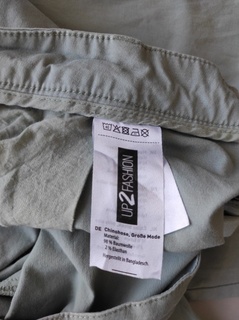 UP2FASHION
DE Chinohose, Große Mode
Material:
98 % Baumwolle
2 % Elasthan
Hergestellt in Bangladesch.